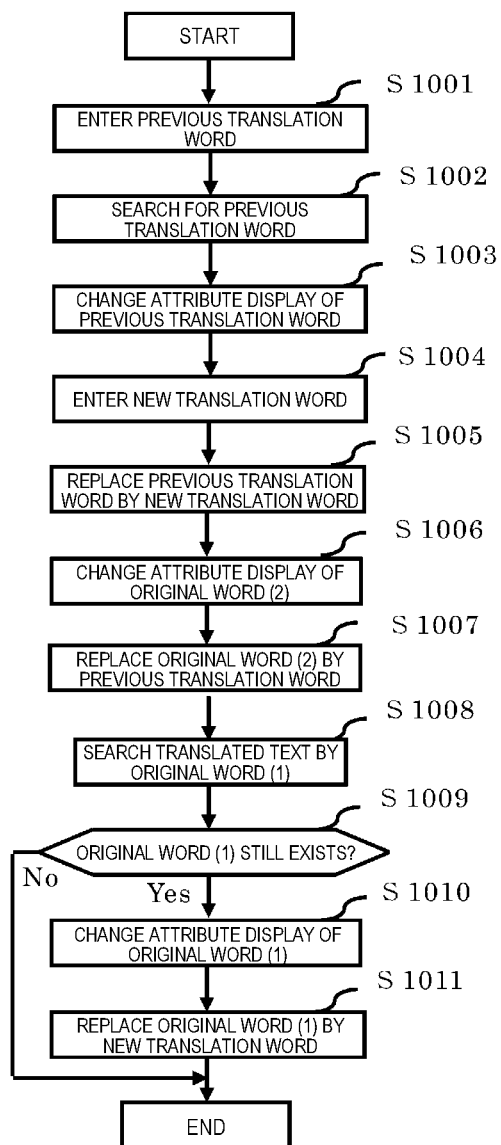 START
S 1001
ENTER PREVIOUS TRANSLATION
WORD
S 1002
SEARCH FOR PREVIOUS
TRANSLATION WORD
S 1003
CHANGE ATTRIBUTE DISPLAY OF
PREVIOUS TRANSLATION WORD
S 1004
ENTER NEW TRANSLATION WORD
S 1005
REPLACE PREVIOUS TRANSLATION
WORD BY NEW TRANSLATION WORD
S 1006
CHANGE ATTRIBUTE DISPLAY OF
ORIGINAL WORD (2)
S 1007
REPLACE ORIGINAL WORD (2) BY
PREVIOUS TRANSLATION WORD
S 1008
SEARCH TRANSLATED TEXT BY
ORIGINAL WORD (1)
S 1009
ORIGINAL WORD (1) STILL EXISTS?
No
Yes
S 1010
CHANGE ATTRIBUTE DISPLAY OF
ORIGINAL WORD (1)
S 1011
REPLACE ORIGINAL WORD (1) BY
NEW TRANSLATION WORD
END